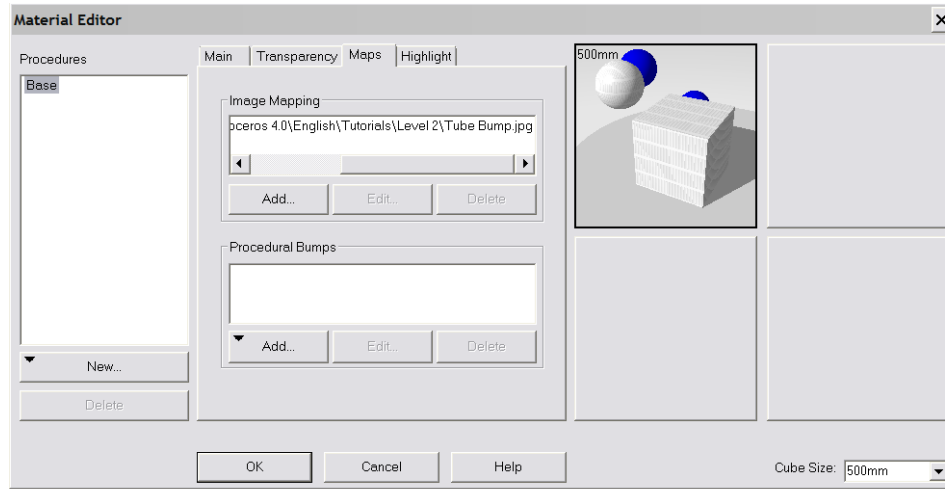 Material Editor
Procedures
Base
New...
Delete
Main Transparency Maps Highlight
Image Mapping
oceros 4.0\English\Tutorials\Level 2\Tube Bump.jpg
Add... Edit... Delete
Procedural Bumps
Add... Edit... Delete
500mm
OK Cancel Help
Cube Size: 500mm